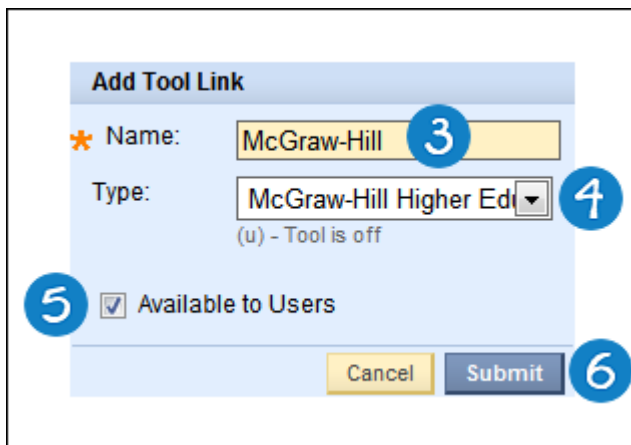 Add Tool Link
* Name: McGraw-Hill 3
Type: McGraw-Hill Higher Edu 4
(u) - Tool is off
5 Available to Users
Cancel Submit 6